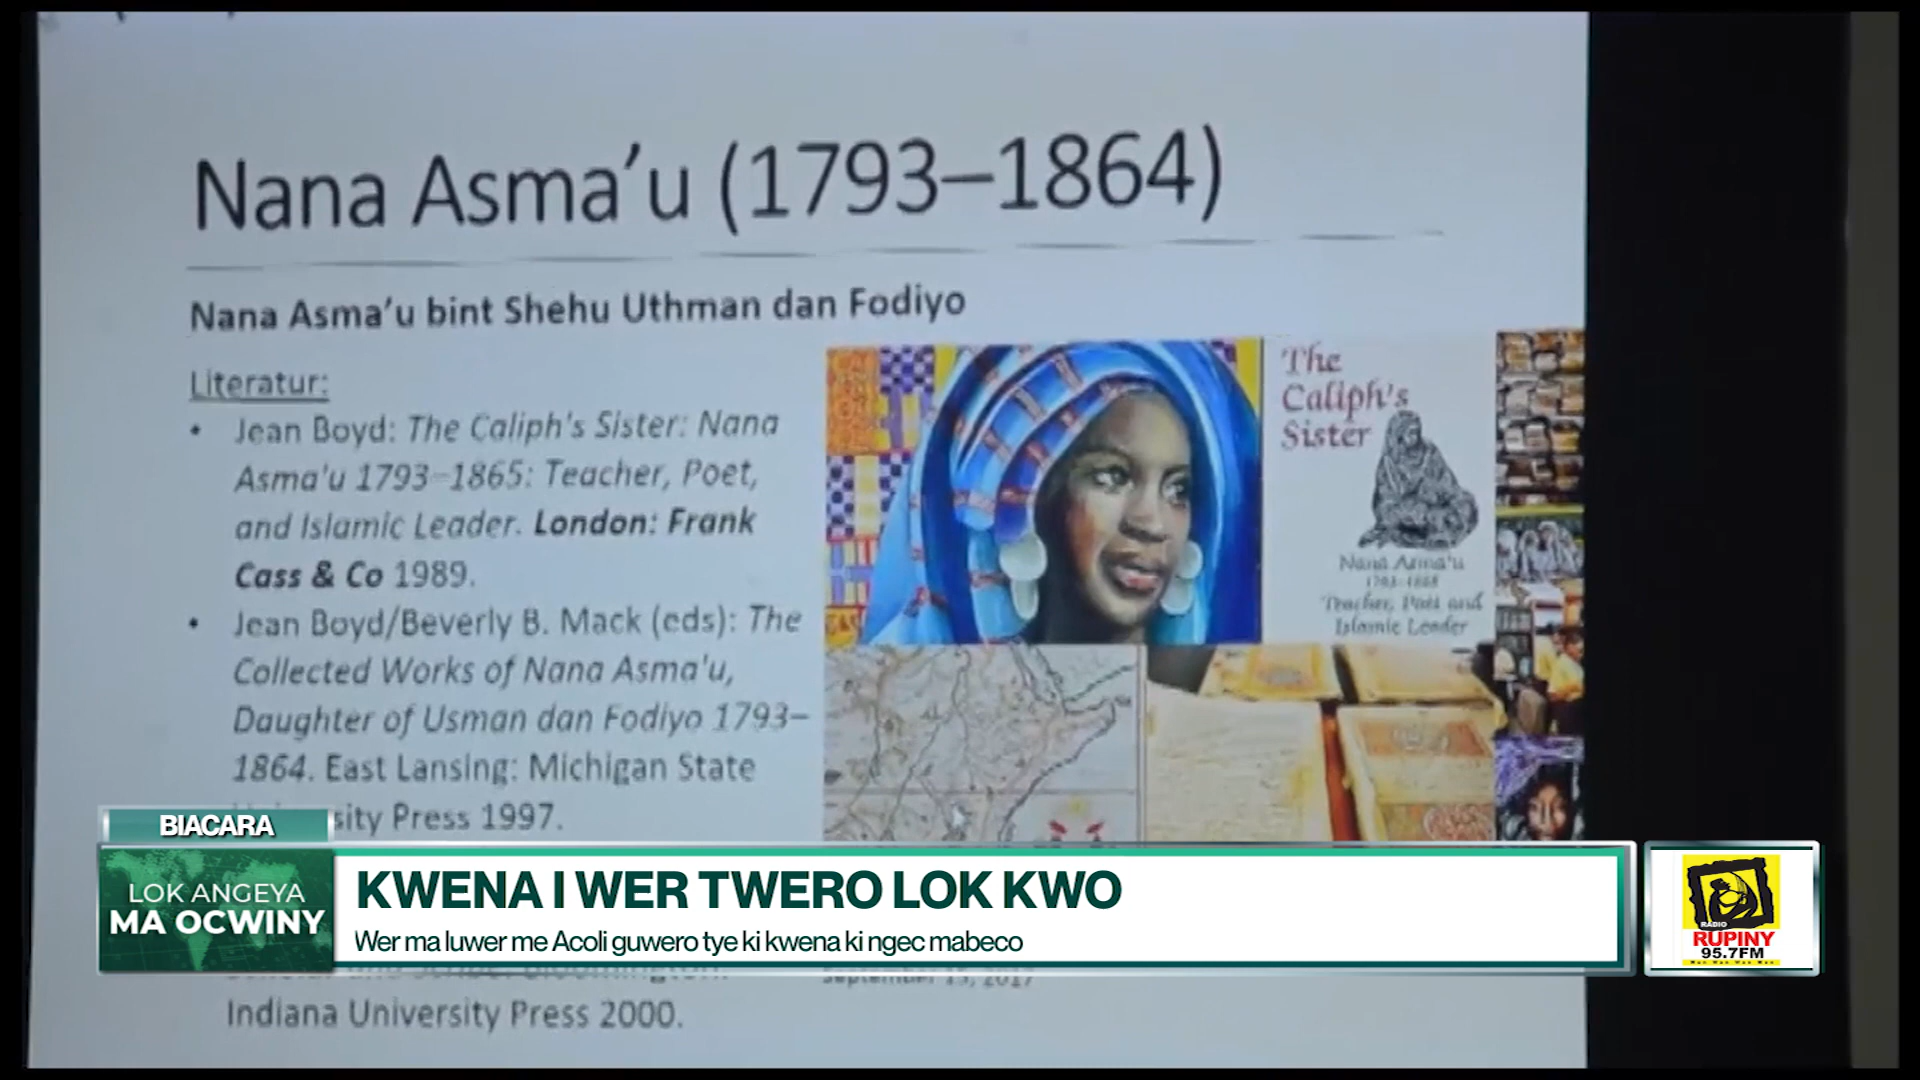 Nana Asma’u (1793–1864)
Nana Asma’u bint Shehu Uthman dan Fodiyo
Literatur:
• Jean Boyd: The Caliph's Sister: Nana
Asma'u 1793–1865: Teacher, Poet,
and Islamic Leader. London: Frank
Cass & Co 1989.
• Jean Boyd/Beverly B. Mack (eds): The
Collected Works of Nana Asma'u,
Daughter of Usman dan Fodiyo 1793–
1864. East Lansing: Michigan State
Press 1997.
Indiana University Press 2000.
The
Caliph's
Sister
Nana Asma'u
Teacher, Poet and
Islamic Leader
September 15, 2017
BIACARA
LOK ANGEYA
MA OCWINY
KWENA I WER TWERO LOK KWO
Wer ma luwer me Acoli guwero tye ki kwena ki ngec mabeco
RADIO
RUPINY
95.7FM